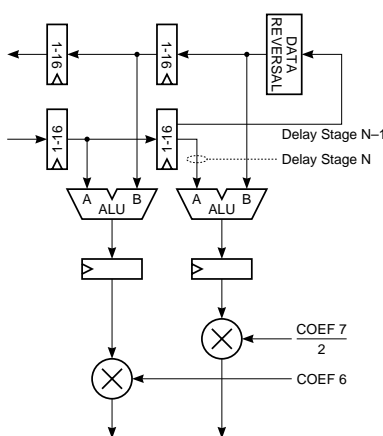 1-16
1-16
DATA
REVERSAL
1-16
1-16
Delay Stage N–1
Delay Stage N
A
B
ALU
A
B
ALU
COEF 7
2
COEF 6